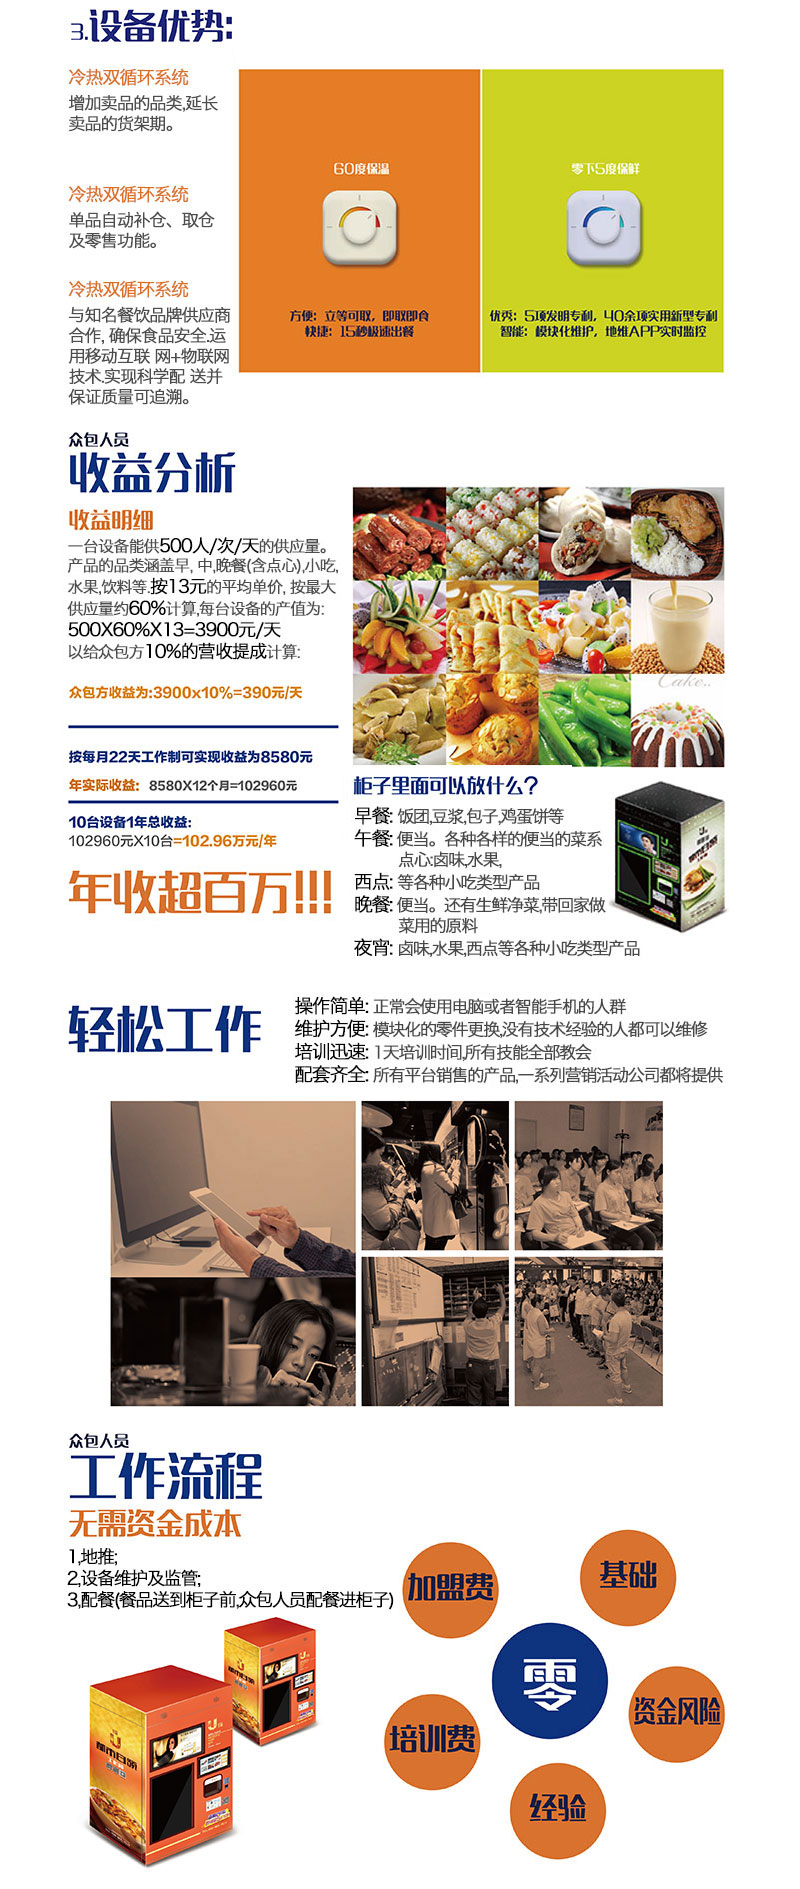 3.设备优势:
冷热双循环系统
增加卖品的品类,延长
卖品的货架期。
冷热双循环系统
单品自动补仓、取仓
及零售功能。
冷热双循环系统
与知名餐饮品牌供应商
合作, 确保食品安全.运
用移动互联 网+物联网
技术.实现科学配 送并
保证质量可追溯。
60度保温
方便：立等可取，即取即食
快捷：15秒极速出餐
零下5度保鲜
优秀：5项发明专利，40余项实用新型专利
智能：模块化维护，地维APP实时监控
众包人员
收益分析
收益明细
一台设备能供500人/次/天的供应量。
产品的品类涵盖早, 中,晚餐(含点心),小吃,
水果,饮料等.按13元的平均单价, 按最大
供应量约60%计算,每台设备的产值为:
500X60%X13=3900元/天
以给众包方10%的营收提成计算:
众包方收益为:3900x10%=390元/天
按每月22天工作制可实现收益为8580元
年实际收益: 8580X12个月=102960元
10台设备1年总收益:
102960元X10台=102.96万元/年
年收超百万!!!
Cake..
柜子里面可以放什么?
早餐: 饭团,豆浆,包子,鸡蛋饼等
午餐: 便当。各种各样的便当的菜系
点心:卤味,水果,
西点: 等各种小吃类型产品
晚餐: 便当。还有生鲜净菜,带回家做
菜用的原料
夜宵: 卤味,水果,西点等各种小吃类型产品
轻松工作
操作简单: 正常会使用电脑或者智能手机的人群
维护方便: 模块化的零件更换,没有技术经验的人都可以维修
培训迅速: 1天培训时间,所有技能全部教会
配套齐全: 所有平台销售的产品,一系列营销活动公司都将提供
众包人员
工作流程
无需资金成本
1,地推;
2,设备维护及监管;
3,配餐(餐品送到柜子前,众包人员配餐进柜子)
加盟费
基础
零
资金风险
培训费
经验